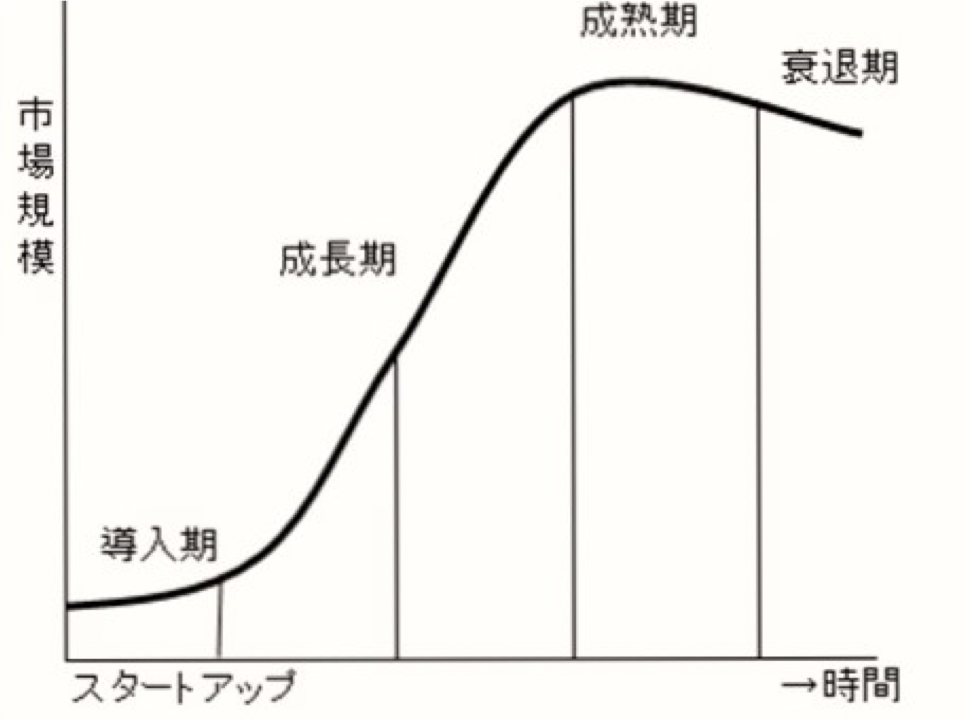 成熟期
衰退期
市場規模
成長期
導入期
スタートアップ
→時間